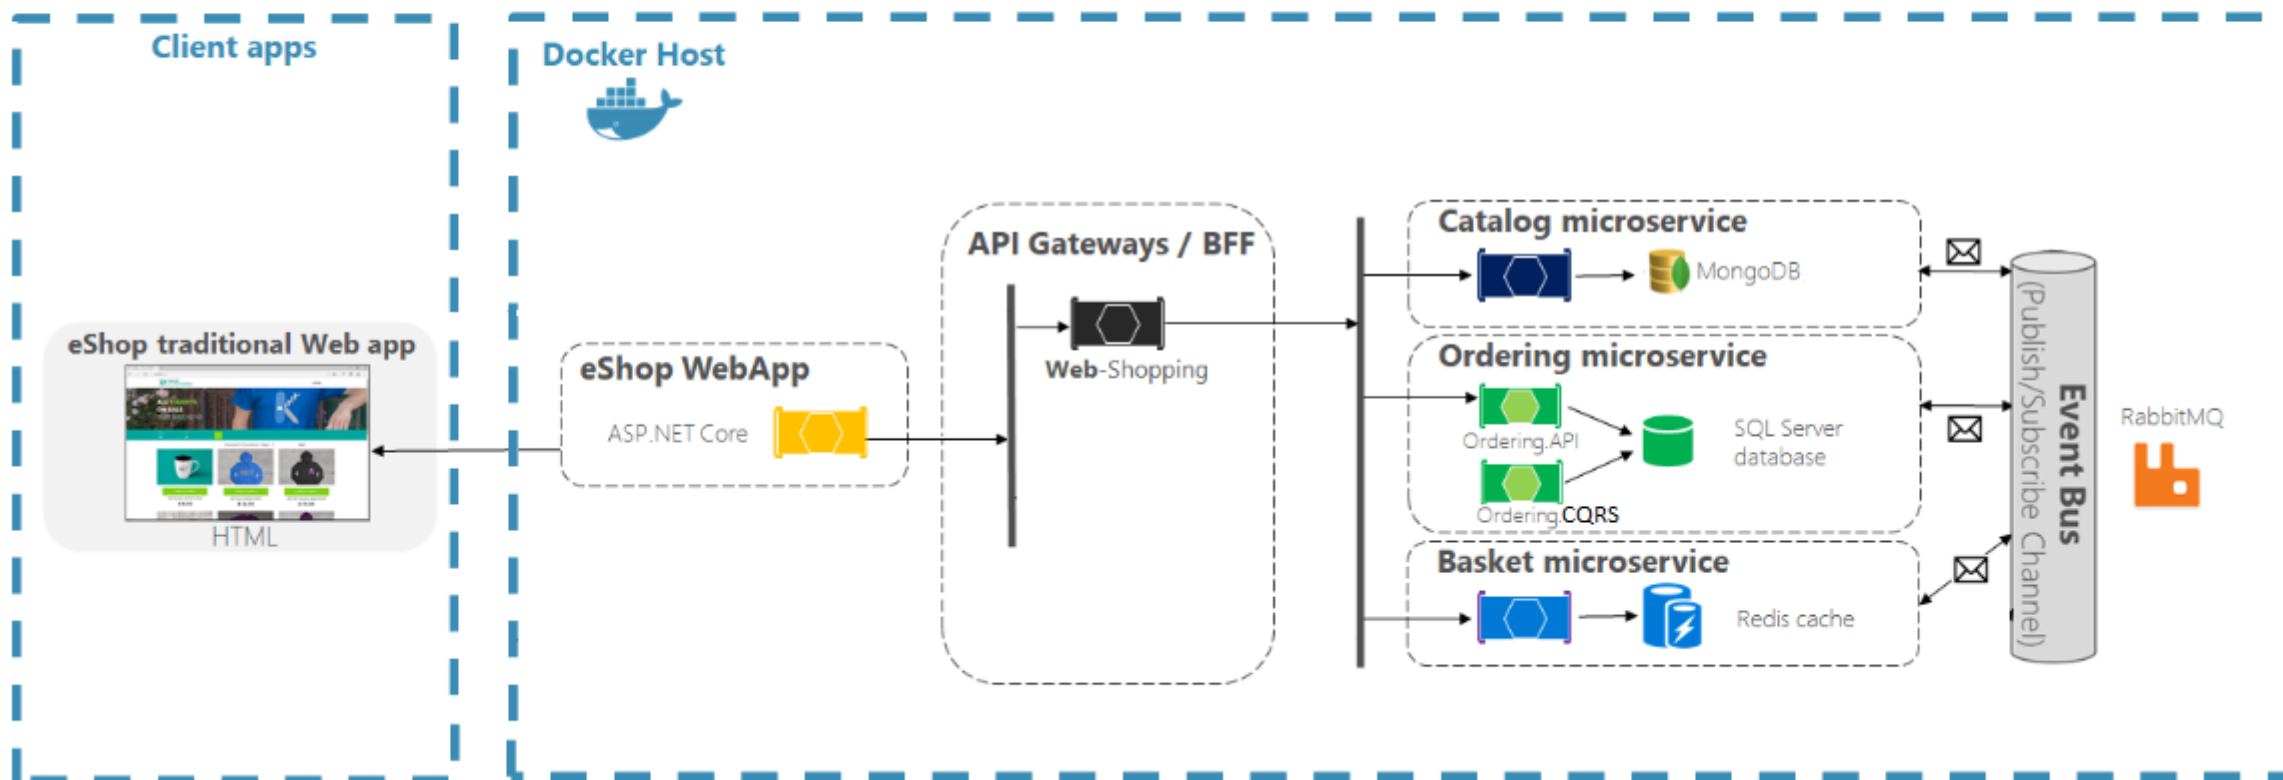 Client apps
Docker Host
eShop traditional Web app
HTML
eShop WebApp
ASP.NET Core
API Gateways / BFF
Web-Shopping
Catalog microservice
MongoDB
Ordering microservice
Ordering.API
SQL Server
database
Ordering.CQRS
Basket microservice
Redis cache
Event Bus
(Publish/Subscribe Channel)
RabbitMQ